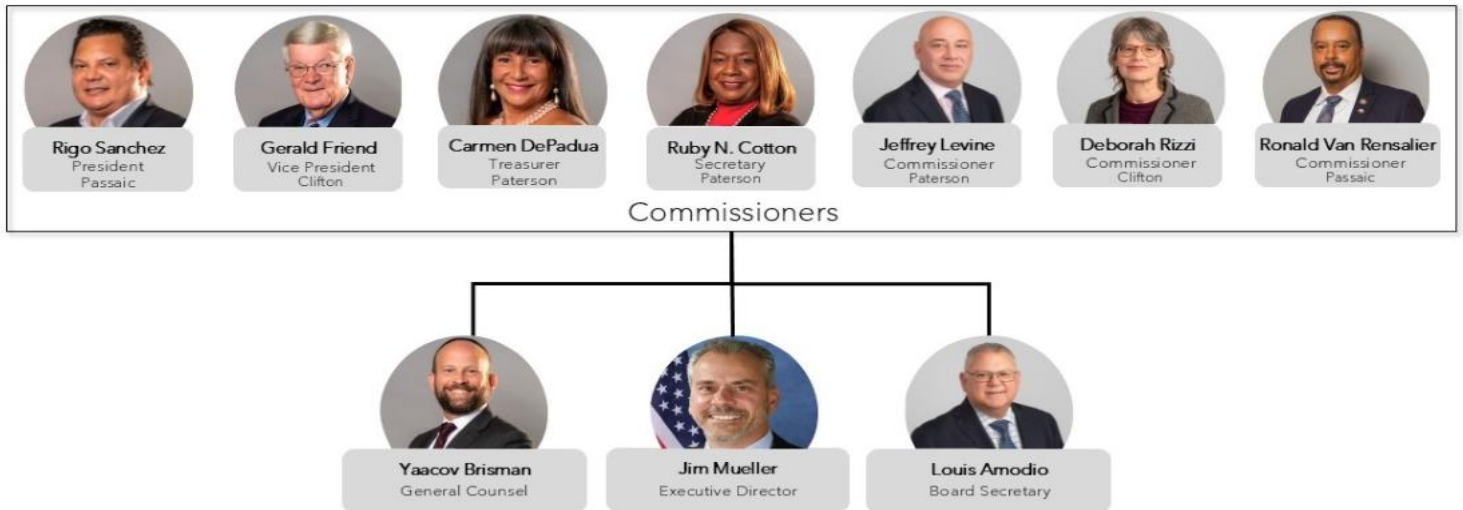 Rigo Sanchez
President
Passaic
Gerald Friend
Vice President
Clifton
Carmen DePadua
Treasurer
Paterson
Ruby N. Cotton
Secretary
Paterson
Jeffrey Levine
Commissioner
Paterson
Deborah Rizzi
Commissioner
Clifton
Ronald Van Rensalier
Commissioner
Passaic
Commissioners
Yaacov Brisman
General Counsel
Jim Mueller
Executive Director
Louis Amodio
Board Secretary